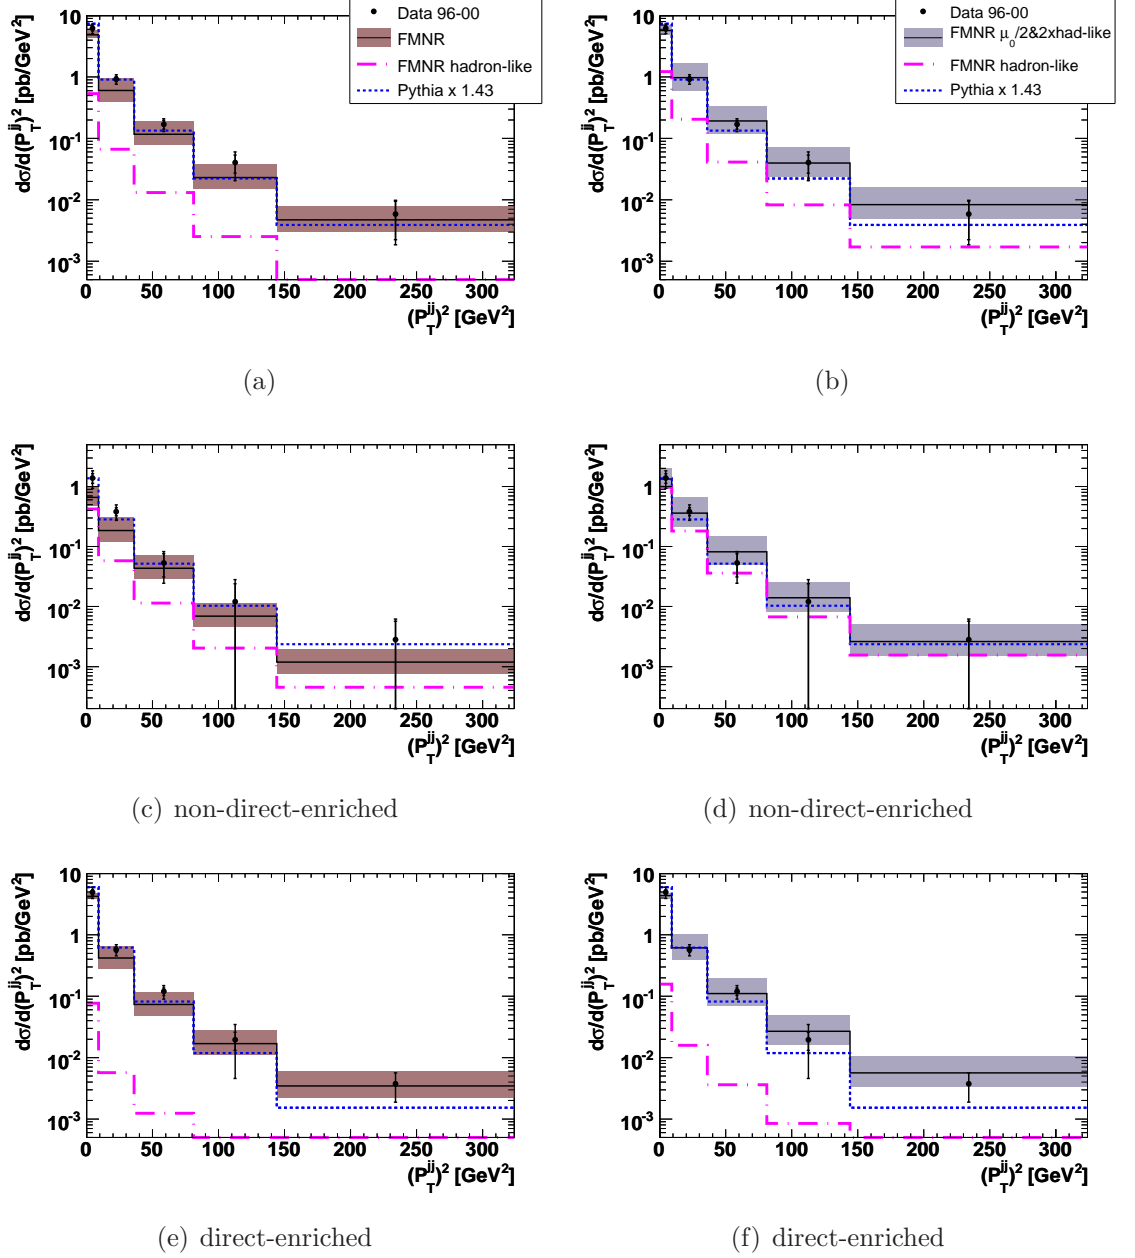 Data 96-00
FMNR
FMNR hadron-like
Pythia x 1.43
dσ/d(P_T^jj)^2 [pb/GeV^2]
10
1
10^-1
10^-2
10^-3
0 50 100 150 200 250 300
(P_T^jj)^2 [GeV^2]
(a)
Data 96-00
FMNR μ_0/2&2xhad-like
FMNR hadron-like
Pythia x 1.43
dσ/d(P_T^jj)^2 [pb/GeV^2]
10
1
10^-1
10^-2
10^-3
0 50 100 150 200 250 300
(P_T^jj)^2 [GeV^2]
(b)
dσ/d(P_T^jj)^2 [pb/GeV^2]
1
10^-1
10^-2
10^-3
0 50 100 150 200 250 300
(P_T^jj)^2 [GeV^2]
(c) non-direct-enriched
dσ/d(P_T^jj)^2 [pb/GeV^2]
1
10^-1
10^-2
10^-3
0 50 100 150 200 250 300
(P_T^jj)^2 [GeV^2]
(d) non-direct-enriched
dσ/d(P_T^jj)^2 [pb/GeV^2]
10
1
10^-1
10^-2
10^-3
0 50 100 150 200 250 300
(P_T^jj)^2 [GeV^2]
(e) direct-enriched
dσ/d(P_T^jj)^2 [pb/GeV^2]
10
1
10^-1
10^-2
10^-3
0 50 100 150 200 250 300
(P_T^jj)^2 [GeV^2]
(f) direct-enriched